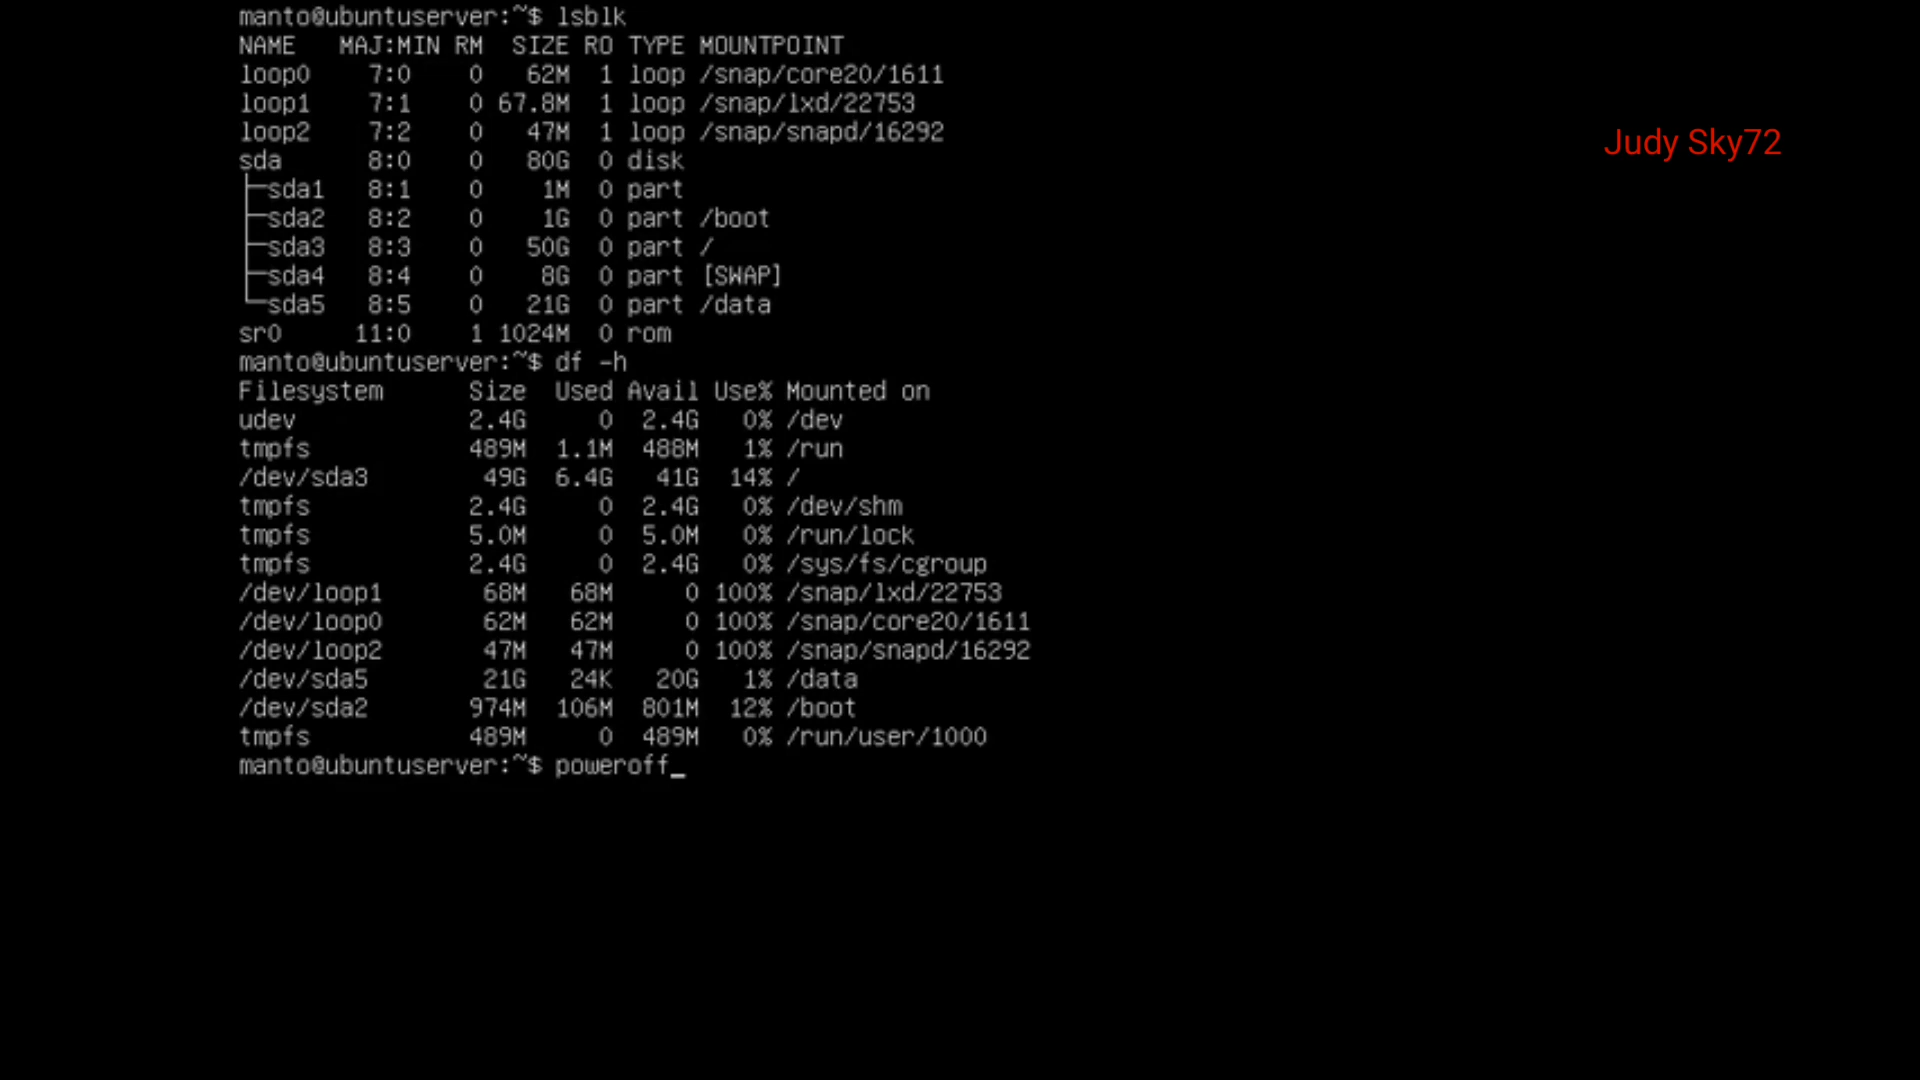 manto@ubuntuserver:~$ lsblk
NAME   MAJ:MIN RM   SIZE RO TYPE MOUNTPOINT
loop0    7:0    0    62M  1 loop /snap/core20/1611
loop1    7:1    0  67.8M  1 loop /snap/lxd/22753
loop2    7:2    0    47M  1 loop /snap/snapd/16292
Judy Sky72
sda      8:0    0    80G  0 disk
├─sda1   8:1    0     1M  0 part
├─sda2   8:2    0     1G  0 part /boot
├─sda3   8:3    0    50G  0 part /
├─sda4   8:4    0     8G  0 part [SWAP]
└─sda5   8:5    0    21G  0 part /data
sr0     11:0    1  1024M  0 rom
manto@ubuntuserver:~$ df -h
Filesystem      Size  Used Avail Use% Mounted on
udev            2.4G     0  2.4G   0% /dev
tmpfs           489M  1.1M  488M   1% /run
/dev/sda3        49G  6.4G   41G  14% /
tmpfs           2.4G     0  2.4G   0% /dev/shm
tmpfs           5.0M     0  5.0M   0% /run/lock
tmpfs           2.4G     0  2.4G   0% /sys/fs/cgroup
/dev/loop1       68M   68M     0 100% /snap/lxd/22753
/dev/loop0       62M   62M     0 100% /snap/core20/1611
/dev/loop2       47M   47M     0 100% /snap/snapd/16292
/dev/sda5        21G   24K   20G   1% /data
/dev/sda2       974M  106M  801M  12% /boot
tmpfs           489M     0  489M   0% /run/user/1000
manto@ubuntuserver:~$ poweroff_